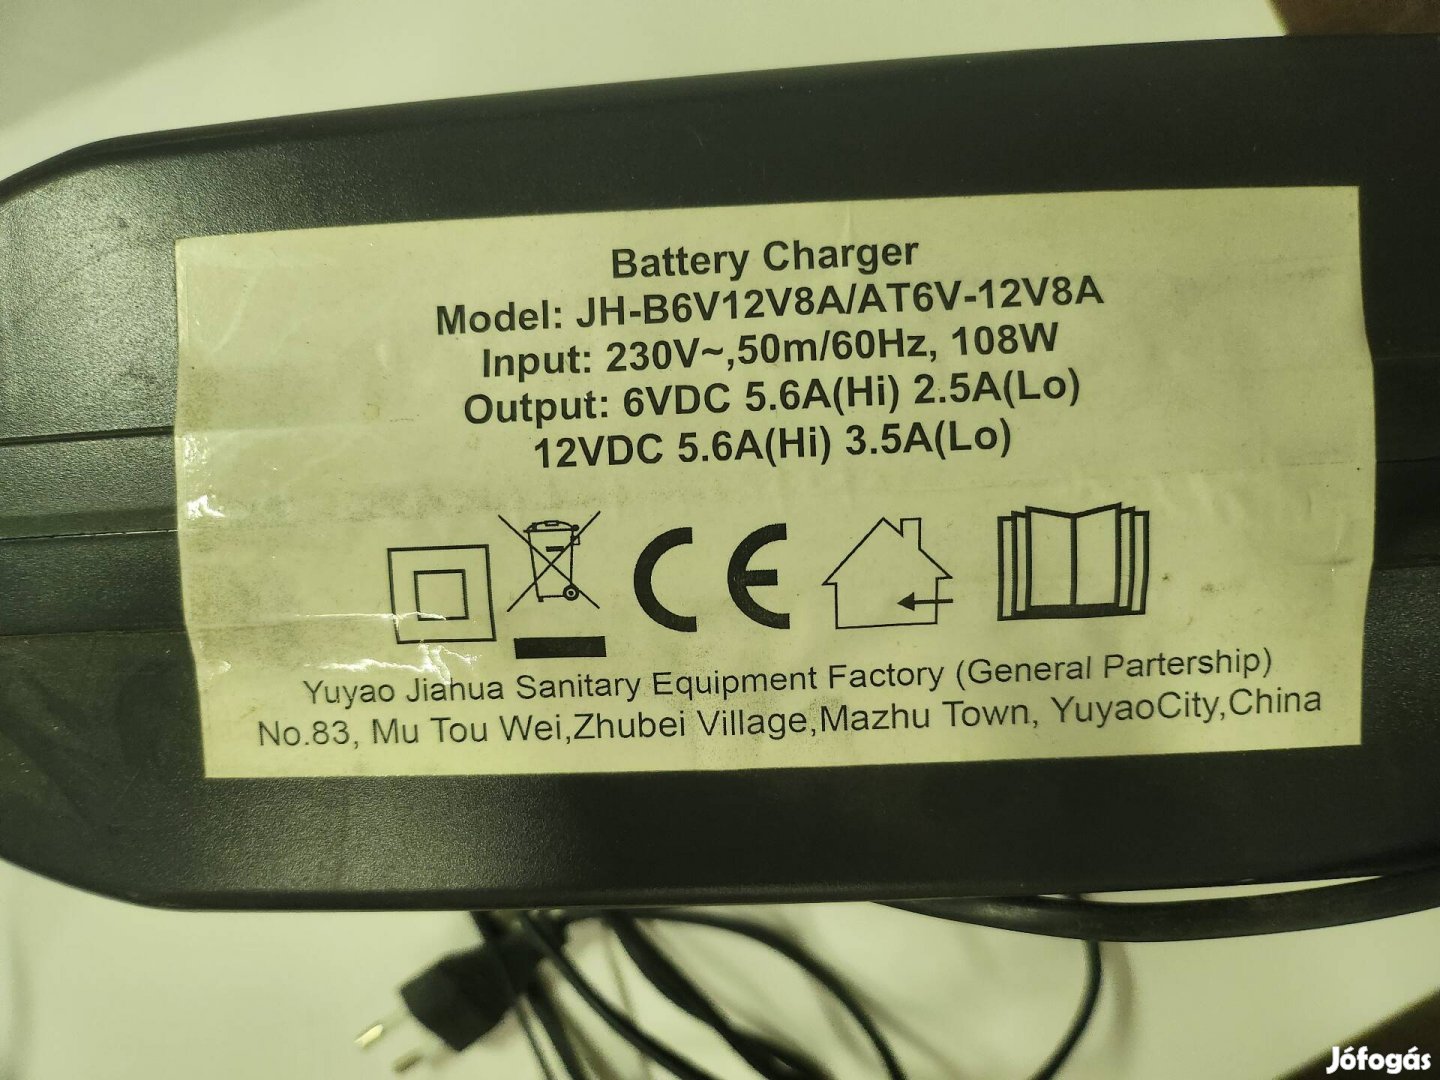 Battery Charger
Model: JH-B6V12V8A/AT6V-12V8A
Input: 230V~,50m/60Hz, 108W
Output: 6VDC 5.6A(Hi) 2.5A(Lo)
12VDC 5.6A(Hi) 3.5A(Lo)
CE
Yuyao Jiahua Sanitary Equipment Factory (General Partership)
No.83, Mu Tou Wei,Zhubei Village,Mazhu Town, YuyaoCity,China
Jófogás